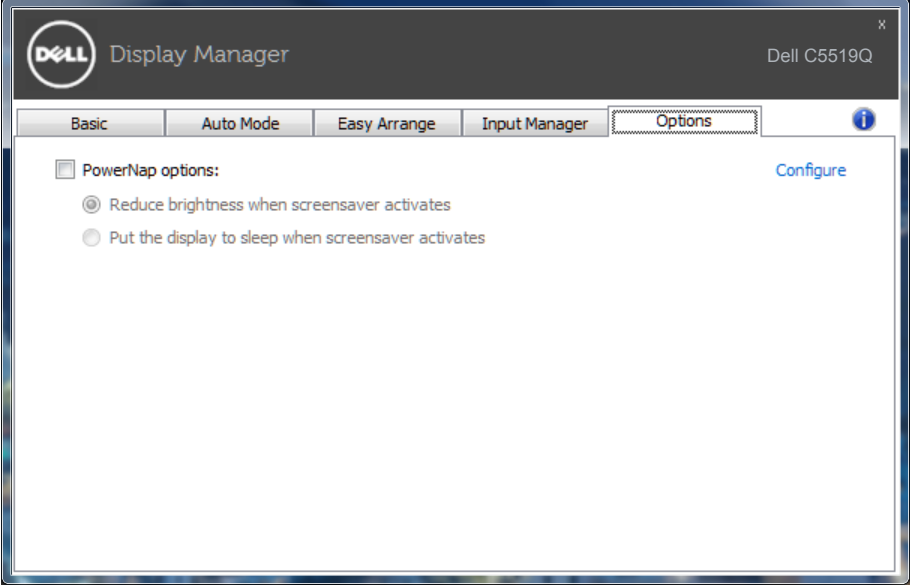 x
DELL
Display Manager
Dell C5519Q
Basic
Auto Mode
Easy Arrange
Input Manager
Options
i
PowerNap options:
Configure
Reduce brightness when screensaver activates
Put the display to sleep when screensaver activates